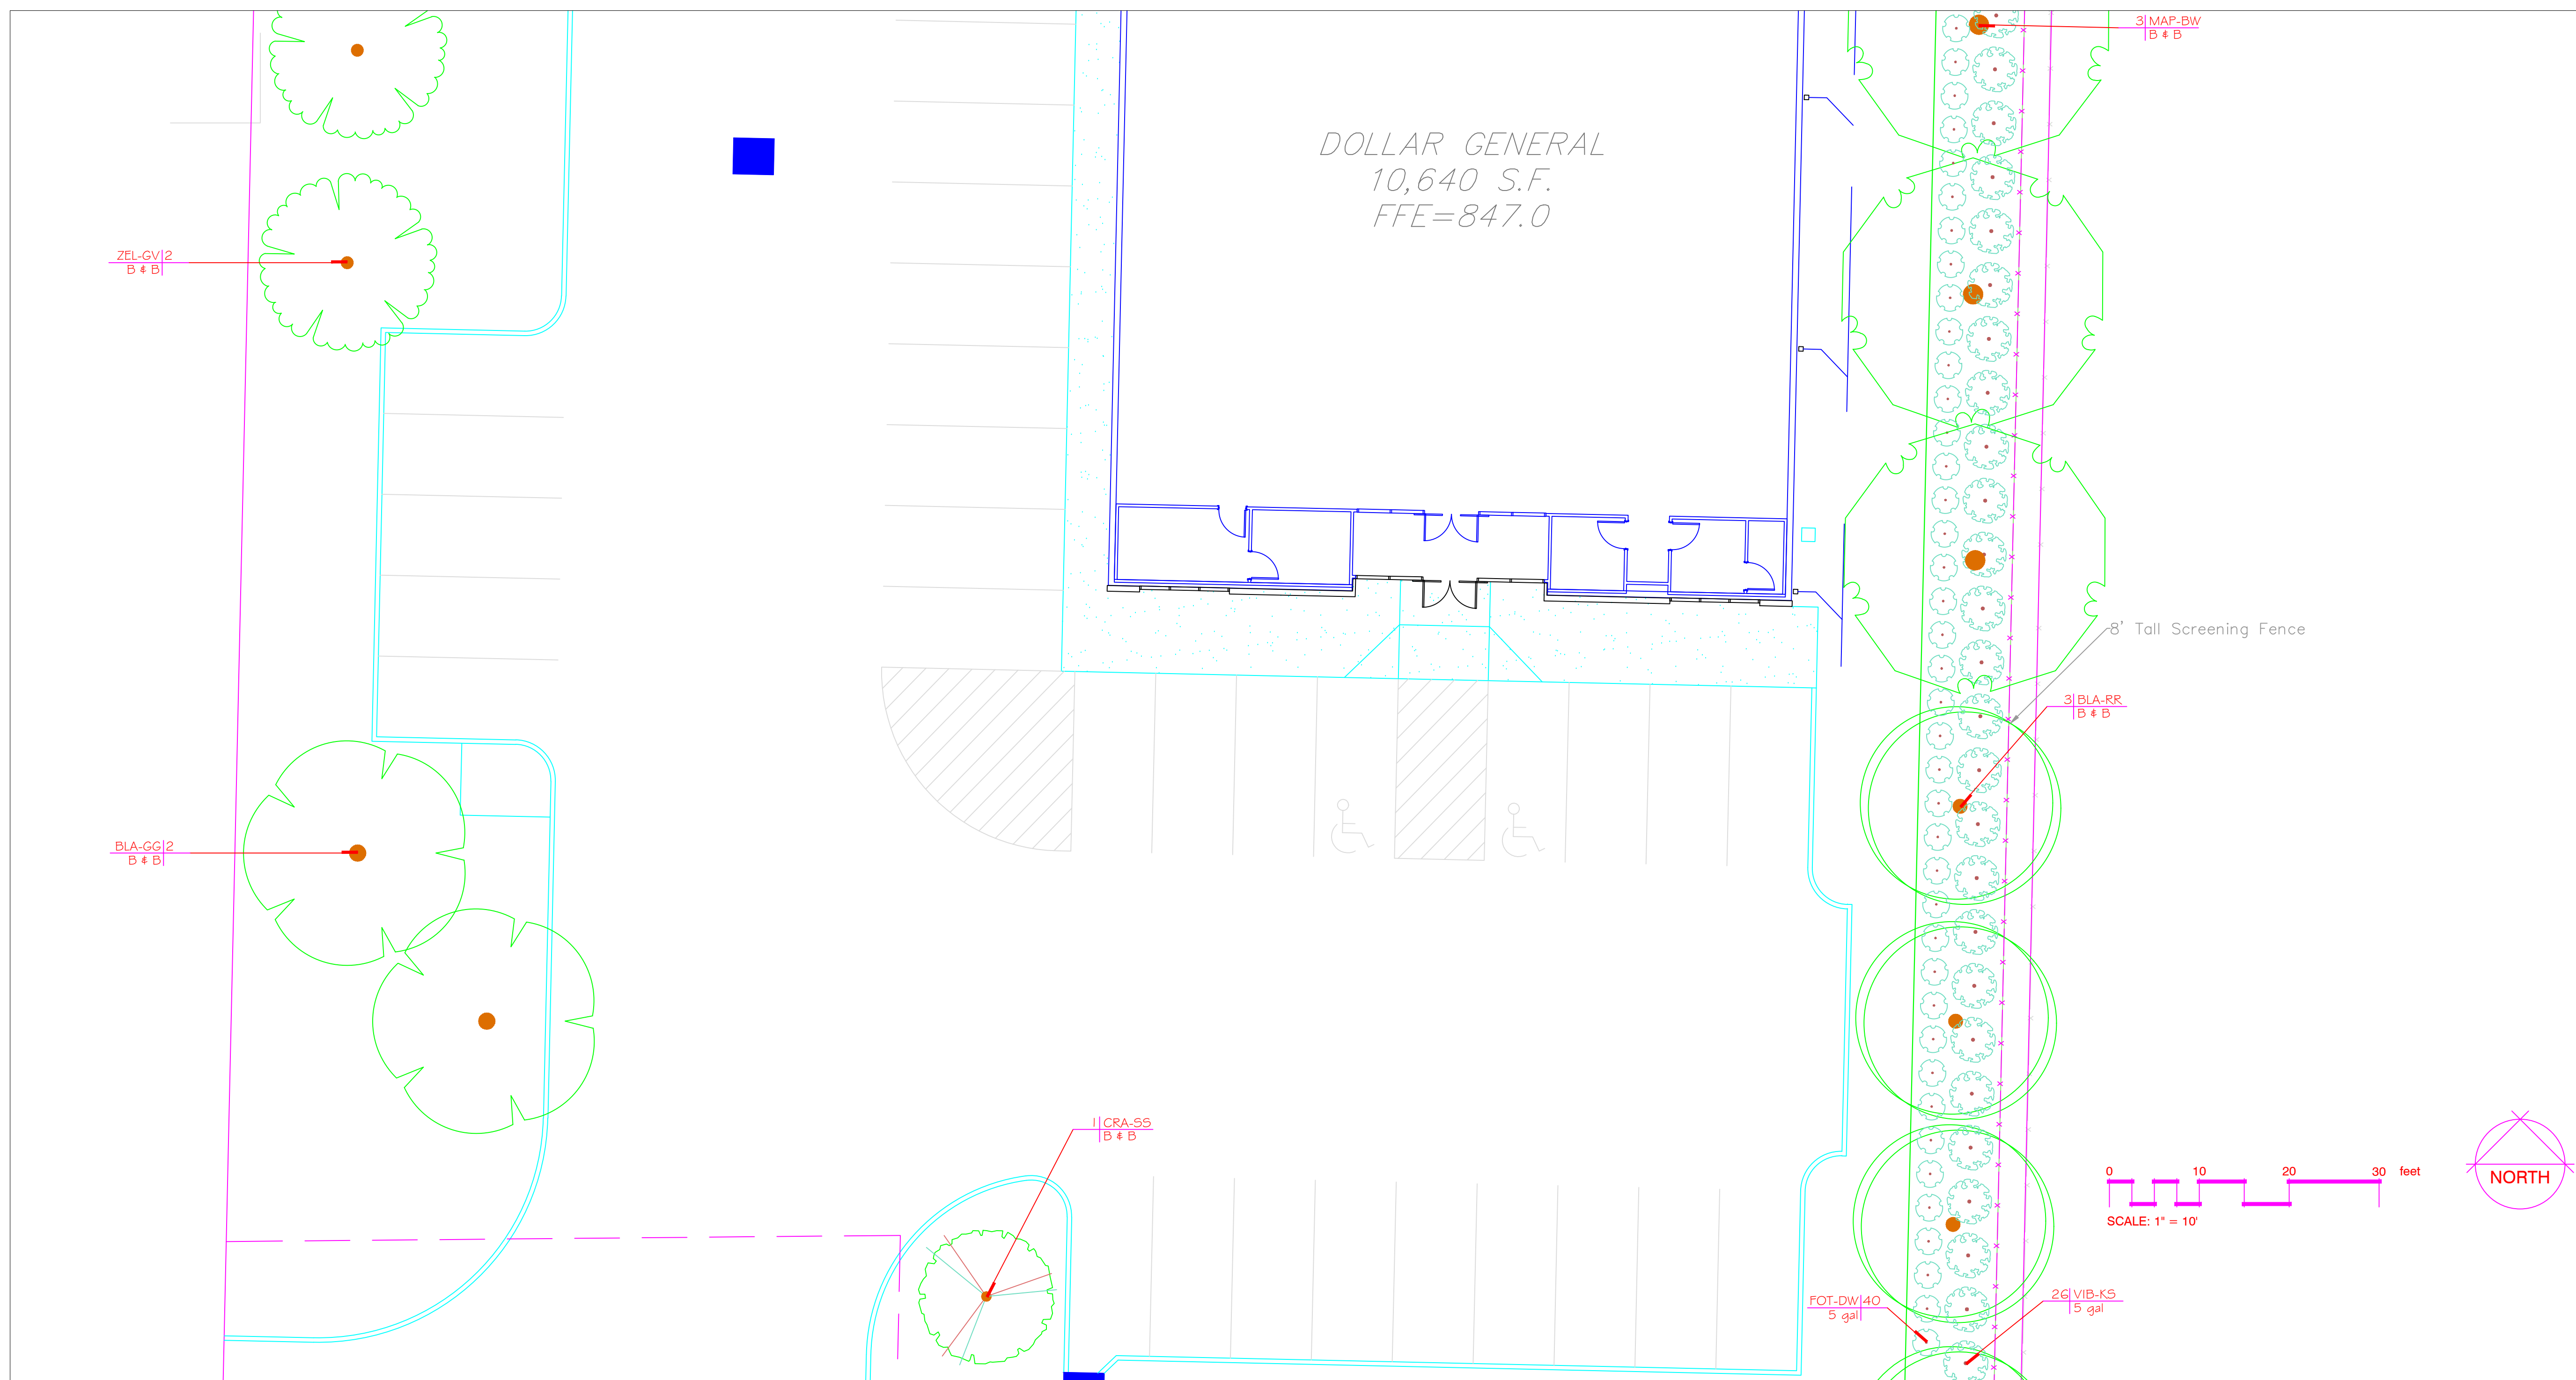 3 MAP-BW
B & B
DOLLAR GENERAL
10,640 S.F.
FFE=847.0
ZEL-GV 2
B & B
8' Tall Screening Fence
3 BLA-RR
B & B
BLA-GG 2
B & B
1 CRA-SS
B & B
0 10 20 30 feet
SCALE: 1" = 10'
NORTH
FOT-DW 40
5 gal
26 VIB-KS
5 gal